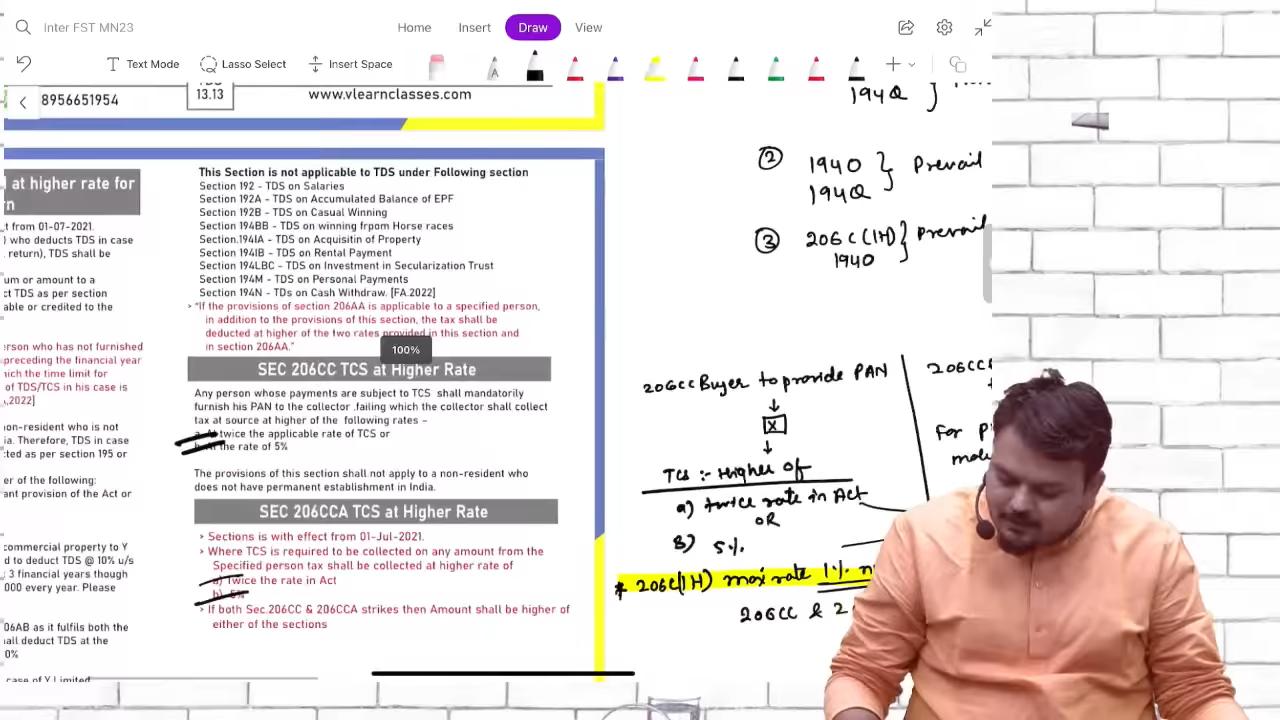 Inter FST MN23
Home
Insert
Draw
View
Text Mode
Lasso Select
Insert Space
8956651954
13.13
www.vlearnclasses.com
at higher rate for
t from 01-07-2021.
) who deducts TDS in case
return), TDS shall be
um or amount to a
ct TDS as per section
able or credited to the
erson who has not furnished
preceding the financial year
hich the time limit for
of TDS/TCS in his case is
,2022]
non-resident who is not
ia. Therefore, TDS in case
cted as per section 195 or
er of the following:
ant provision of the Act or
commercial property to Y
d to deduct TDS @ 10% u/s
3 financial years though
000 every year. Please
06AB as it fulfils both the
all deduct TDS at the
0%
case of Y Limited
This Section is not applicable to TDS under Following section
Section 192 - TDS on Salaries
Section 192A - TDS on Accumulated Balance of EPF
Section 192B - TDS on Casual Winning
Section 194BB - TDS on winning frpom Horse races
Section.194IA - TDS on Acquisitin of Property
Section 194IB - TDS on Rental Payment
Section 194LBC - TDS on Investment in Secularization Trust
Section 194M - TDS on Personal Payments
Section 194N - TDs on Cash Withdraw. [FA.2022]
> "If the provisions of section 206AA is applicable to a specified person,
in addition to the provisions of this section, the tax shall be
deducted at higher of the two rates provided in this section and
in section 206AA."
100%
SEC 206CC TCS at Higher Rate
Any person whose payments are subject to TCS shall mandatorily
furnish his PAN to the collector .failing which the collector shall collect
tax at source at higher of the following rates –
a. At twice the applicable rate of TCS or
b. At the rate of 5%
The provisions of this section shall not apply to a non-resident who
does not have permanent establishment in India.
SEC 206CCA TCS at Higher Rate
> Sections is with effect from 01-Jul-2021.
> Where TCS is required to be collected on any amount from the
Specified person tax shall be collected at higher rate of
a) Twice the rate in Act
b) 5%
> If both Sec.206CC & 206CCA strikes then Amount shall be higher of
either of the sections
194Q }
② 194O } Prevail
194Q
③ 206C(1H) } Prevail
194O
206CC Buyer to provide PAN
↓
X
↓
TCS :- Higher of
a) twice rate in Act
OR
B) 5%
* 206C(1H) maxi rate 1%
206CC & 2
206CC
For P